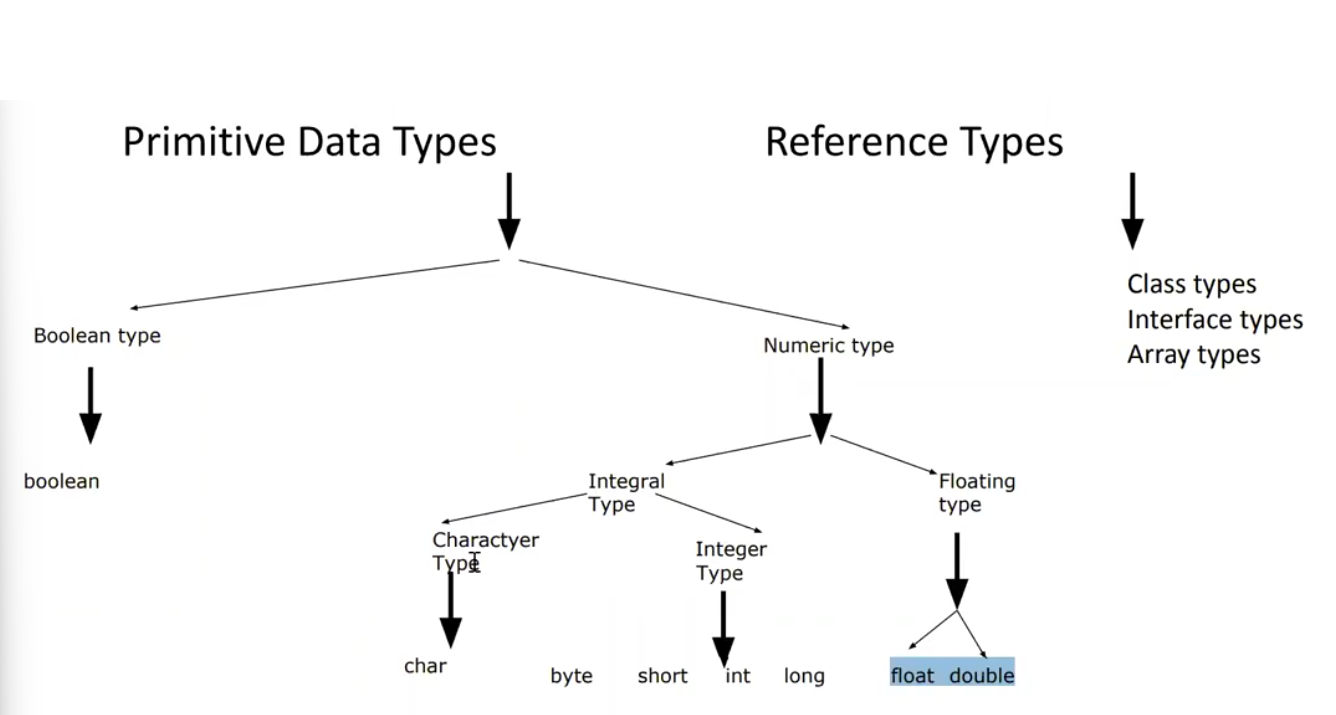 Primitive Data Types
Reference Types
Class types
Interface types
Array types
Boolean type
Numeric type
boolean
Integral
Type
Floating
type
Charactyer
Type
Integer
Type
char
byte short int long
float double